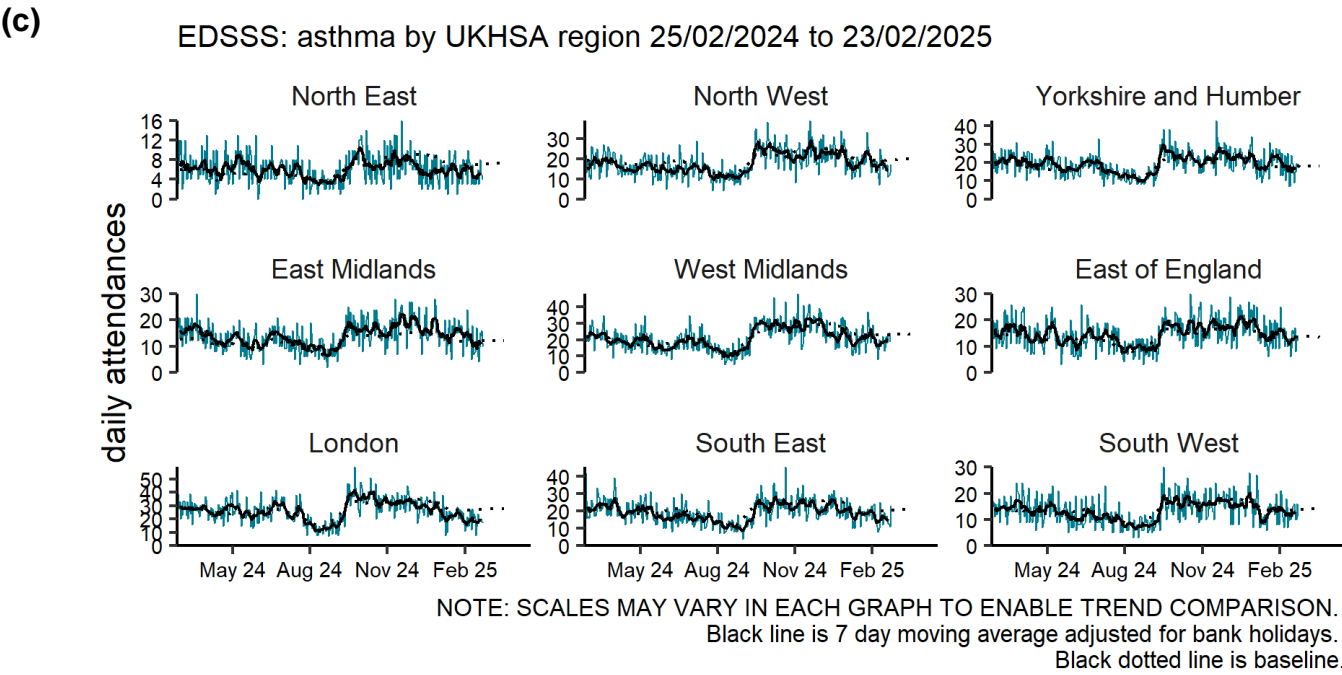 (c)
EDSSS: asthma by UKHSA region 25/02/2024 to 23/02/2025
daily attendances
North East
16
12
8
4
0
North West
30
20
10
0
Yorkshire and Humber
40
30
20
10
0
East Midlands
30
20
10
0
West Midlands
40
30
20
10
0
East of England
30
20
10
0
London
50
40
30
20
10
0
South East
40
30
20
10
0
South West
30
20
10
0
May 24 Aug 24 Nov 24 Feb 25
May 24 Aug 24 Nov 24 Feb 25
May 24 Aug 24 Nov 24 Feb 25
NOTE: SCALES MAY VARY IN EACH GRAPH TO ENABLE TREND COMPARISON.
Black line is 7 day moving average adjusted for bank holidays.
Black dotted line is baseline.